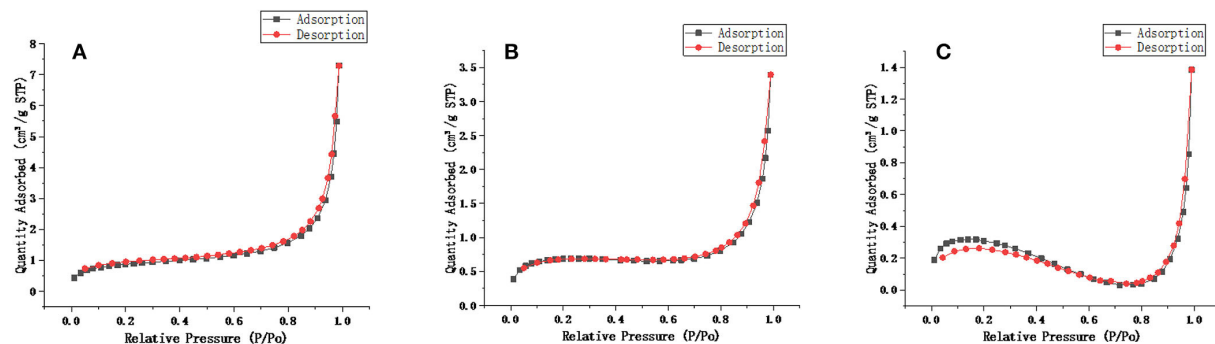 A
Adsorption
Desorption
Quantity Adsorbed (cm³/g STP)
8
7
6
5
4
3
2
1
0
0.0 0.2 0.4 0.6 0.8 1.0
Relative Pressure (P/Po)
B
Adsorption
Desorption
Quantity Adsorbed (cm³/g STP)
3.5
3.0
2.5
2.0
1.5
1.0
0.5
0.0
0.0 0.2 0.4 0.6 0.8 1.0
Relative Pressure (P/Po)
C
Adsorption
Desorption
Quantity Adsorbed (cm³/g STP)
1.4
1.2
1.0
0.8
0.6
0.4
0.2
0.0
0.0 0.2 0.4 0.6 0.8 1.0
Relative Pressure (P/Po)